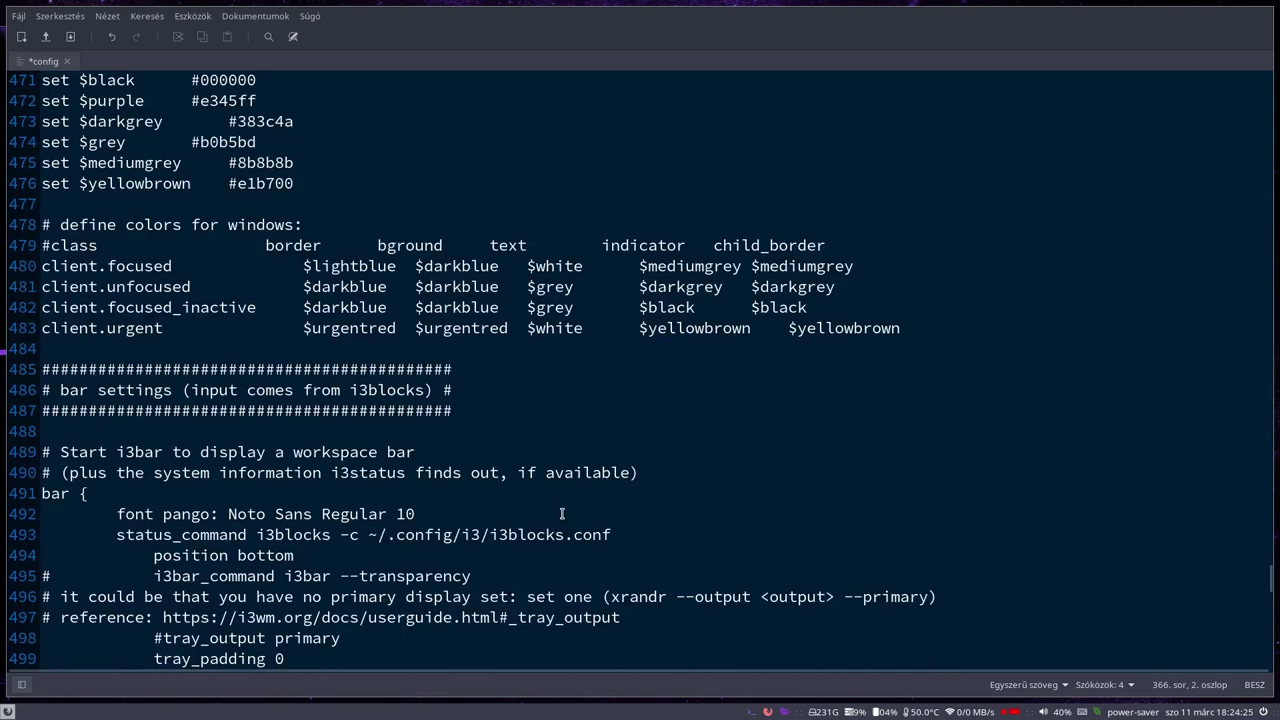 Fájl Szerkesztés Nézet Keresés Eszközök Dokumentumok Súgó
*config
471 set $black #000000
472 set $purple #e345ff
473 set $darkgrey #383c4a
474 set $grey #b0b5bd
475 set $mediumgrey #8b8b8b
476 set $yellowbrown #e1b700
477
478 # define colors for windows:
479 #class border bground text indicator child_border
480 client.focused $lightblue $darkblue $white $mediumgrey $mediumgrey
481 client.unfocused $darkblue $darkblue $grey $darkgrey $darkgrey
482 client.focused_inactive $darkblue $darkblue $grey $black $black
483 client.urgent $urgentred $urgentred $white $yellowbrown $yellowbrown
484
485 ############################################
486 # bar settings (input comes from i3blocks) #
487 ############################################
488
489 # Start i3bar to display a workspace bar
490 # (plus the system information i3status finds out, if available)
491 bar {
492 font pango: Noto Sans Regular 10
493 status_command i3blocks -c ~/.config/i3/i3blocks.conf
494 position bottom
495 # i3bar_command i3bar --transparency
496 # it could be that you have no primary display set: set one (xrandr --output <output> --primary)
497 # reference: https://i3wm.org/docs/userguide.html#_tray_output
498 #tray_output primary
499 tray_padding 0
Egyszerű szöveg Szóközök: 4 366. sor, 2. oszlop BESZ
231G 9% 04% 50.0°C 0/0 MB/s 40% power-saver szo 11 márc 18:24:25